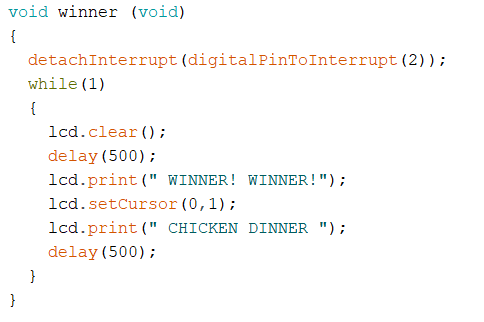 void winner (void)
{
  detachInterrupt(digitalPinToInterrupt(2));
  while(1)
  {
    lcd.clear();
    delay(500);
    lcd.print(" WINNER! WINNER!");
    lcd.setCursor(0,1);
    lcd.print(" CHICKEN DINNER ");
    delay(500);
  }
}